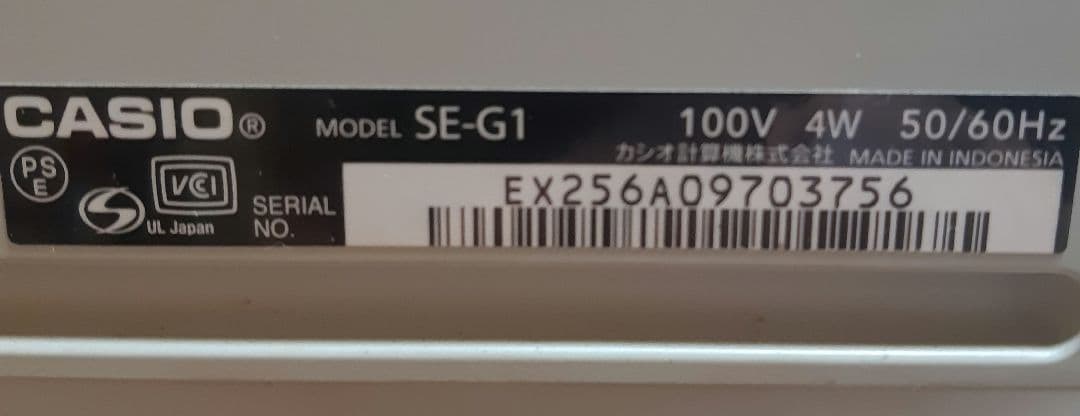 CASIO® MODEL SE-G1 100V 4W 50/60Hz
カシオ計算機株式会社 MADE IN INDONESIA
PS
E
VCI
UL Japan
SERIAL
NO.
EX256A09703756